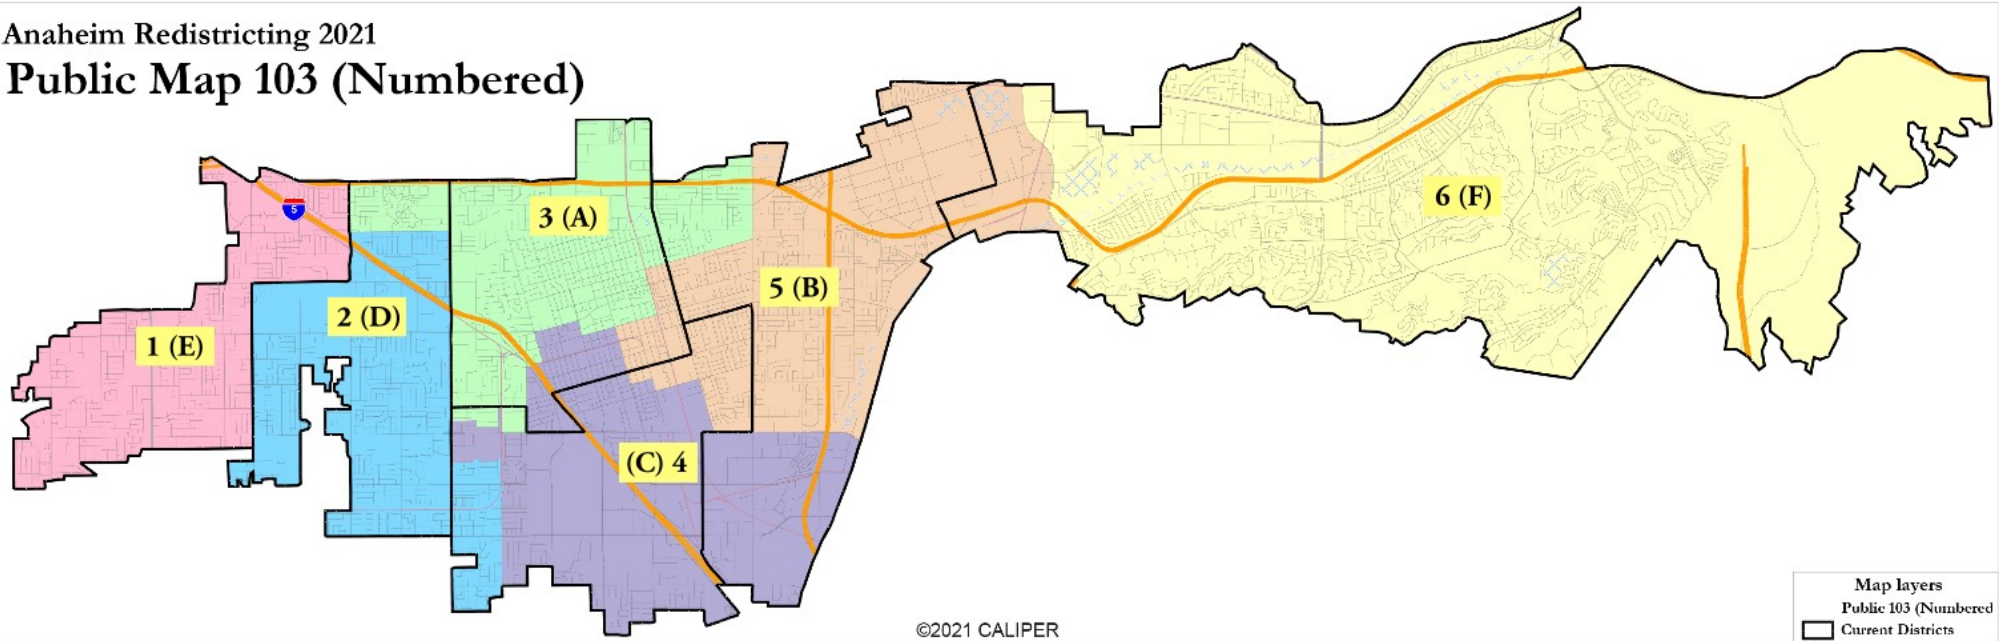 Anaheim Redistricting 2021
Public Map 103 (Numbered)
5
3 (A)
6 (F)
5 (B)
2 (D)
1 (E)
(C) 4
Map layers
Public 103 (Numbered
Current Districts
©2021 CALIPER